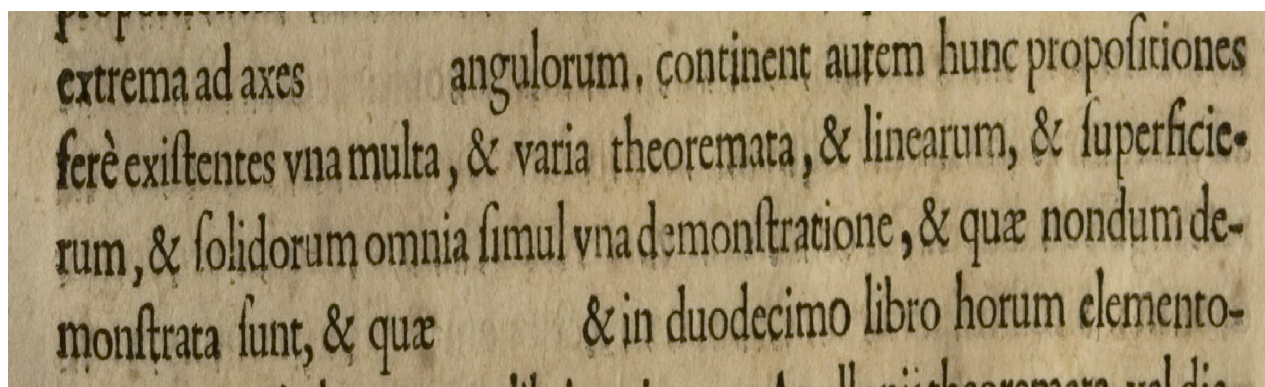 extrema ad axes angulorum, continent autem hunc propoſitiones
ferè exiſtentes vna multa, & varia theoremata, & linearum, & ſuperficie-
rum, & ſolidorum omnia ſimul vna demonſtratione, & quæ nondum de-
monſtrata ſunt, & quæ & in duodecimo libro horum elemento-